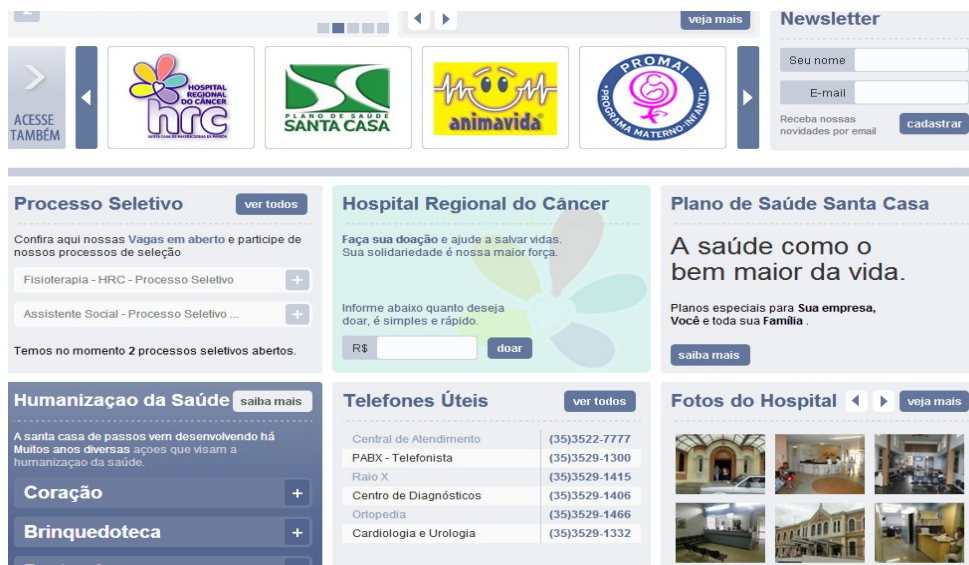 2
veja mais
Newsletter
Seu nome
E-mail
Receba nossas
novidades por email
cadastrar
ACESSE
TAMBÉM
HOSPITAL
REGIONAL
DO CÂNCER
hrc
PLANO DE SAÚDE
SANTA CASA
animavida
PROMAI
PROGRAMA MATERNO-INFANTIL
Processo Seletivo
ver todos
Confira aqui nossas Vagas em aberto e participe de
nossos processos de seleção
Fisioterapia - HRC - Processo Seletivo
+
Assistente Social - Processo Seletivo ...
+
Temos no momento 2 processos seletivos abertos.
Hospital Regional do Câncer
Faça sua doação e ajude a salvar vidas.
Sua solidariedade é nossa maior força.
Informe abaixo quanto deseja
doar, é simples e rápido.
R$
doar
Plano de Saúde Santa Casa
A saúde como o
bem maior da vida.
Planos especiais para Sua empresa,
Você e toda sua Família .
saiba mais
Humanizaçao da Saúde
saiba mais
A santa casa de passos vem desenvolvendo há
Muitos anos diversas açoes que visam a
humanizaçao da saúde.
Coração
+
Brinquedoteca
+
Telefones Úteis
ver todos
Central de Atendimento (35)3522-7777
PABX - Telefonista (35)3529-1300
Raio X (35)3529-1415
Centro de Diagnósticos (35)3529-1406
Ortopedia (35)3529-1466
Cardiologia e Urologia (35)3529-1332
Fotos do Hospital
veja mais